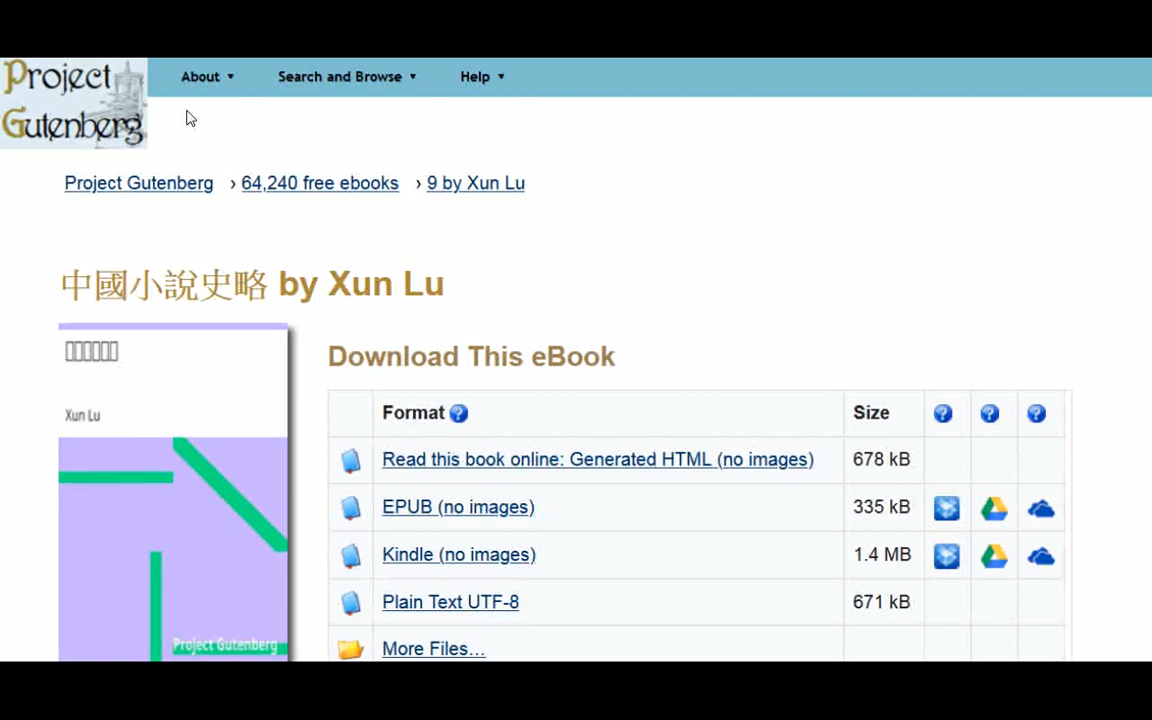 Project
Gutenberg
About ▾ Search and Browse ▾ Help ▾
Project Gutenberg › 64,240 free ebooks › 9 by Xun Lu
中國小說史略 by Xun Lu
Xun Lu
Project Gutenberg
Download This eBook
Format ? Size ? ? ?
Read this book online: Generated HTML (no images) 678 kB
EPUB (no images) 335 kB
Kindle (no images) 1.4 MB
Plain Text UTF-8 671 kB
More Files…